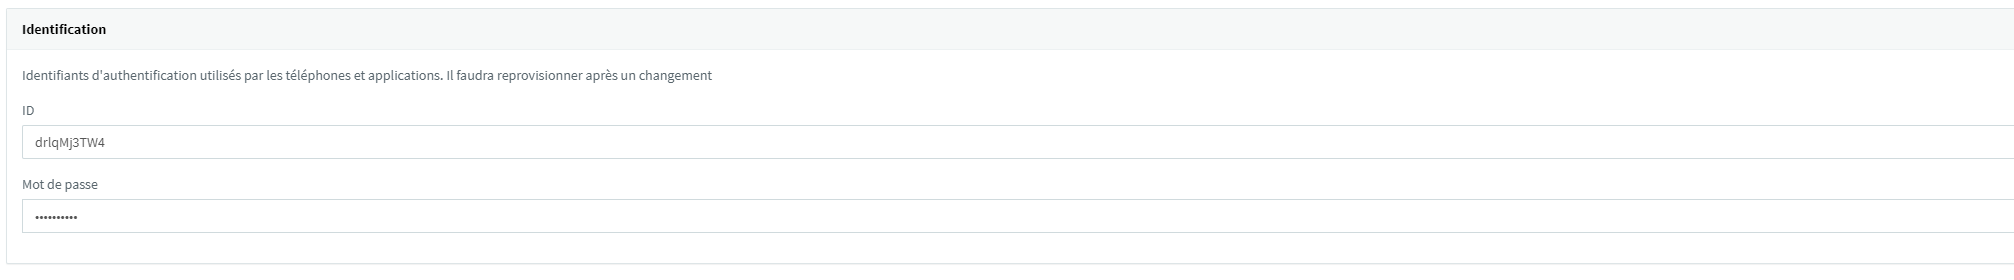 Identification
Identifiants d'authentification utilisés par les téléphones et applications. Il faudra reprovisionner après un changement
ID
drlqMj3TW4
Mot de passe
••••••••••